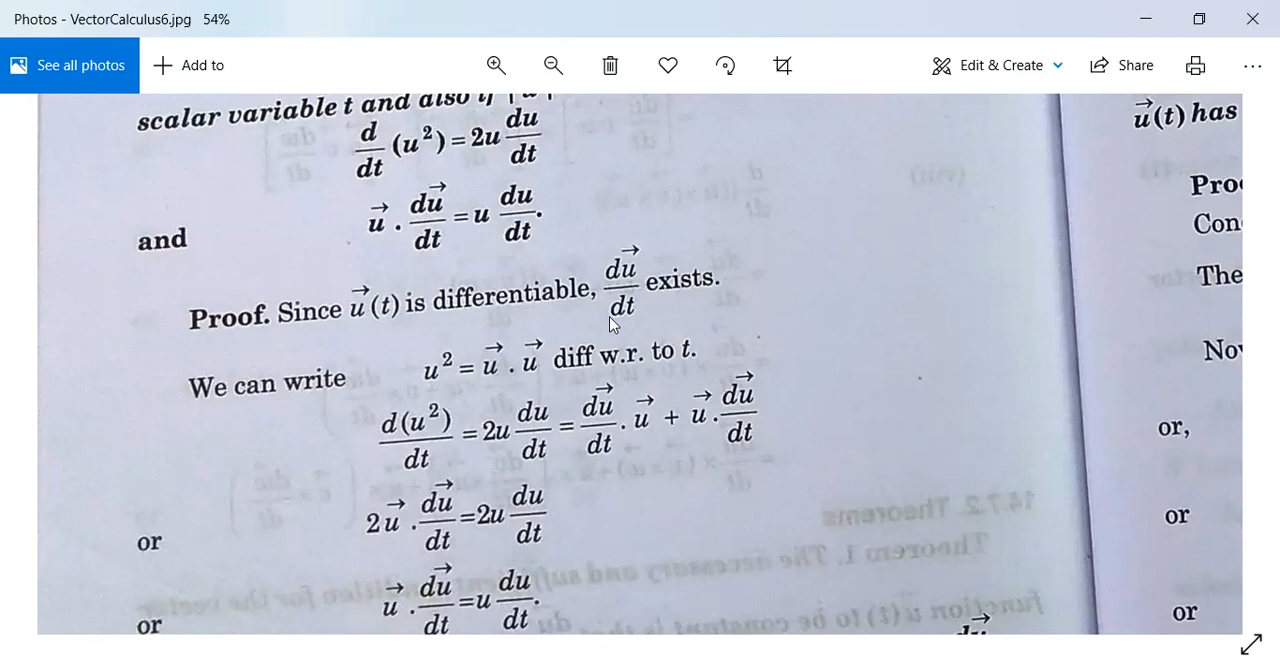 Photos - VectorCalculus6.jpg 54%
See all photos
Add to
Edit & Create
Share
scalar variable t and also if | u
d/dt (u²) = 2u du/dt
and
u⃗ . du⃗/dt = u du/dt.
Proof. Since u⃗(t) is differentiable, du⃗/dt exists.
We can write u² = u⃗ . u⃗ diff w.r. to t.
d(u²)/dt = 2u du/dt = du⃗/dt . u⃗ + u⃗ . du⃗/dt
or 2u⃗ . du⃗/dt = 2u du/dt
or u⃗ . du⃗/dt = u du/dt.
u⃗(t) has
The
or,
or
or